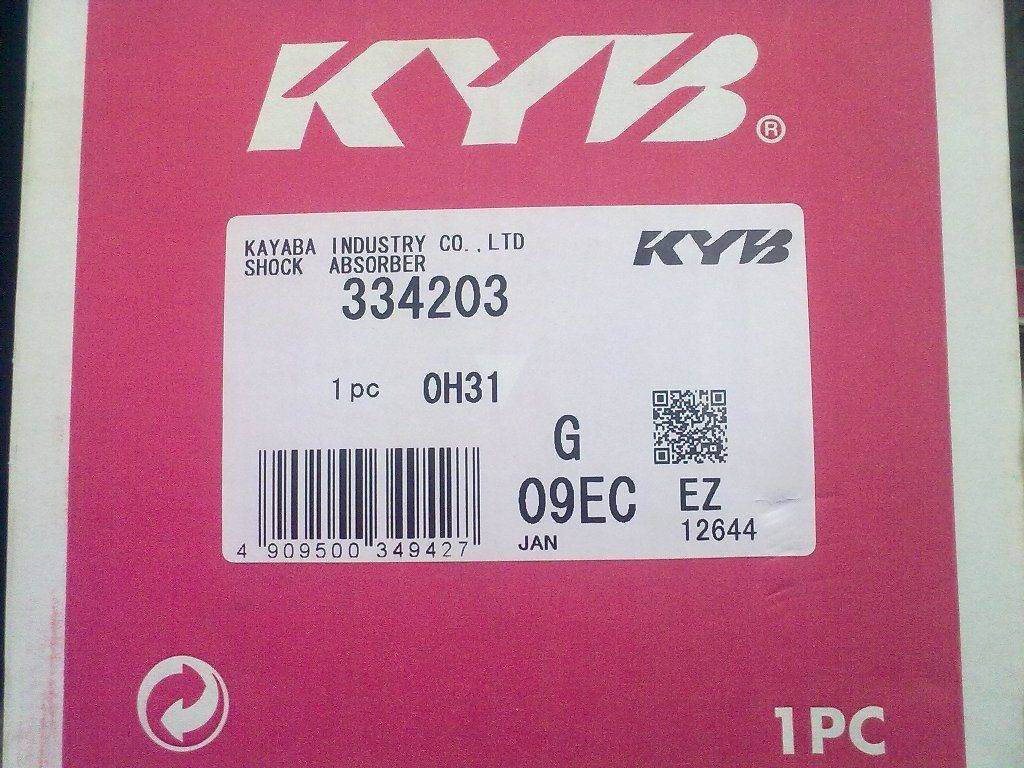 KYB®
KAYABA INDUSTRY CO.,LTD
KYB
SHOCK ABSORBER
334203
1pc 0H31
G
09EC EZ
JAN 12644
4 909500 349427
1PC